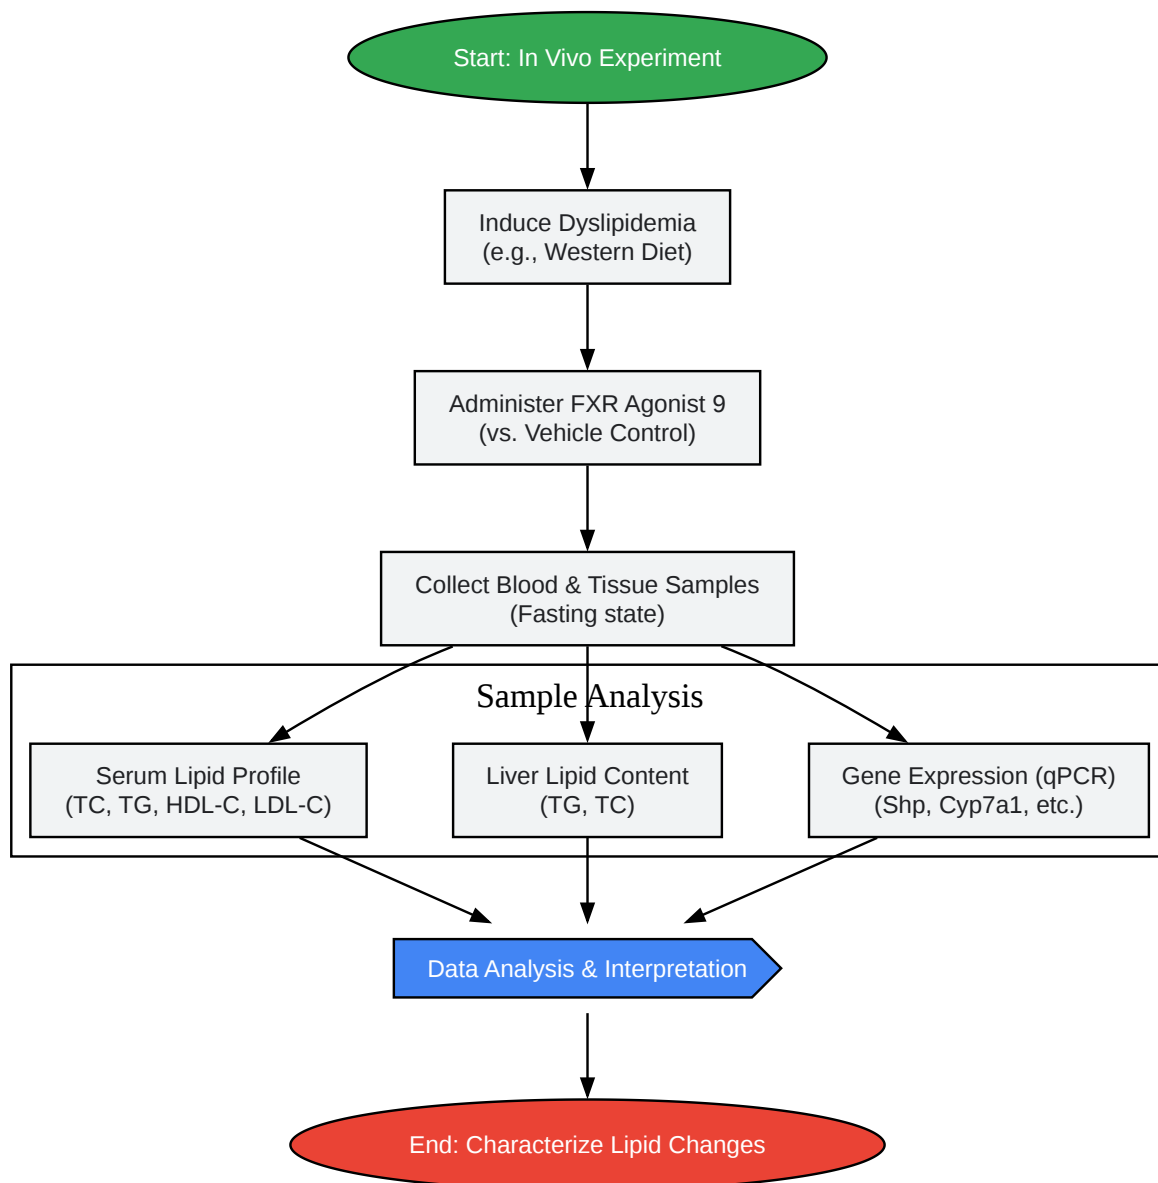 Start: In Vivo Experiment
Induce Dyslipidemia
(e.g., Western Diet)
Administer FXR Agonist 9
(vs. Vehicle Control)
Collect Blood & Tissue Samples
(Fasting state)
Sample Analysis
Serum Lipid Profile
(TC, TG, HDL-C, LDL-C)
Liver Lipid Content
(TG, TC)
Gene Expression (qPCR)
(Shp, Cyp7a1, etc.)
Data Analysis & Interpretation
End: Characterize Lipid Changes